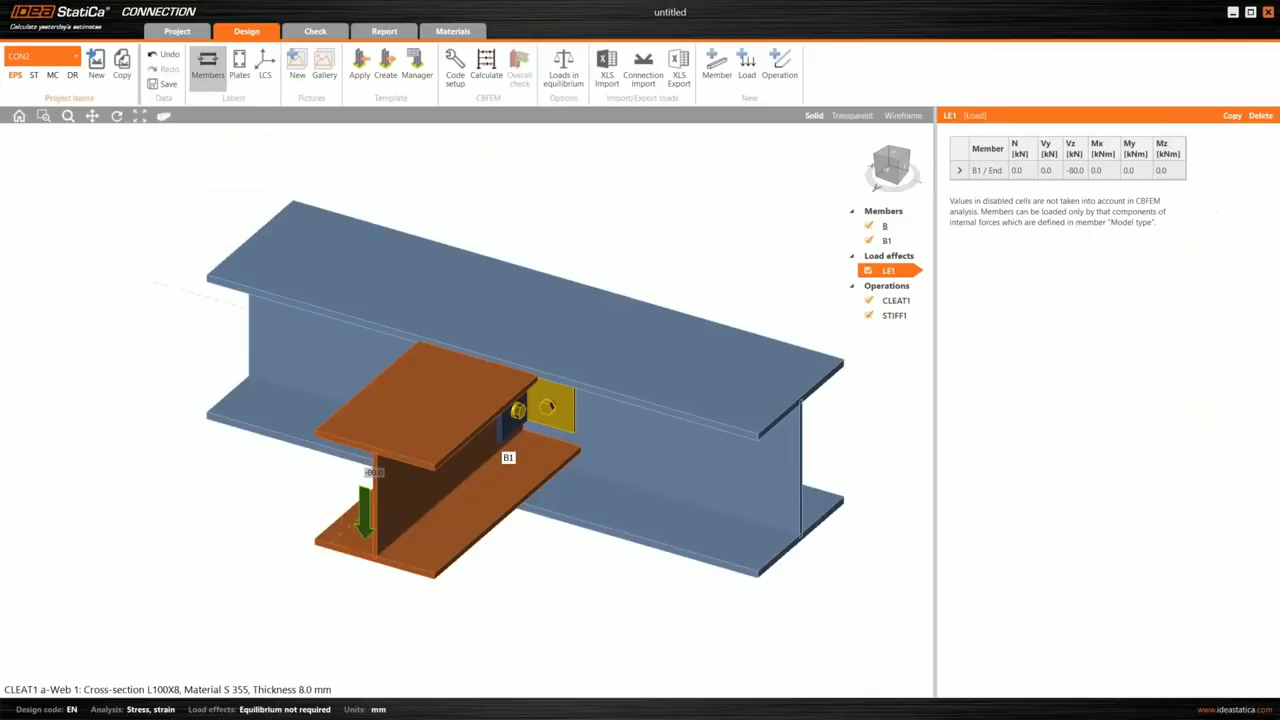 IDEA StatiCa® CONNECTION
Calculate yesterday's estimates
untitled
Project Design Check Report Materials
CON2
EPS ST MC DR
New Copy
Undo
Redo
Save
Members Plates LCS
New Gallery
Apply Create Manager
Code setup Calculate Overall check
Loads in equilibrium
XLS Import Connection Import XLS Export
Member Load Operation
Project items Data Labels Pictures Template CBFEM Options Import/Export loads New
Solid Transparent Wireframe
LE1 [Load] Copy Delete
Member N [kN] Vy [kN] Vz [kN] Mx [kNm] My [kNm] Mz [kNm]
B1 / End 0.0 0.0 -80.0 0.0 0.0 0.0
Values in disabled cells are not taken into account in CBFEM
analysis. Members can be loaded only by that components of
internal forces which are defined in member "Model type".
Members
B
B1
Load effects
LE1
Operations
CLEAT1
STIFF1
B1
-80.0
CLEAT1 a-Web 1: Cross-section L100X8, Material S 355, Thickness 8.0 mm
Design code: EN Analysis: Stress, strain Load effects: Equilibrium not required Units: mm
www.ideastatica.com